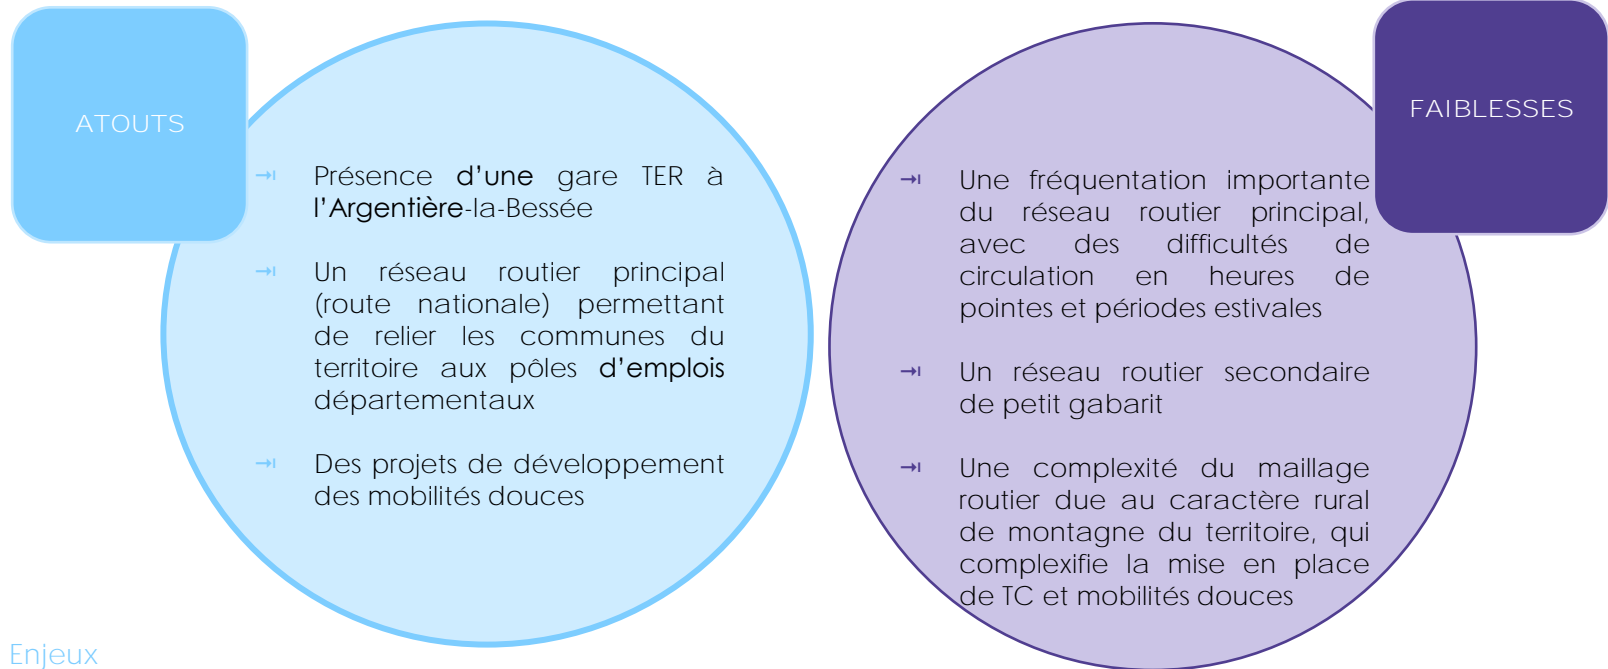 ATOUTS
Présence d’une gare TER à
l’Argentière-la-Bessée
Un réseau routier principal
(route nationale) permettant
de relier les communes du
territoire aux pôles d’emplois
départementaux
Des projets de développement
des mobilités douces
FAIBLESSES
Une fréquentation importante
du réseau routier principal,
avec des difficultés de
circulation en heures de
pointes et périodes estivales
Un réseau routier secondaire
de petit gabarit
Une complexité du maillage
routier due au caractère rural
de montagne du territoire, qui
complexifie la mise en place
de TC et mobilités douces
Enjeux